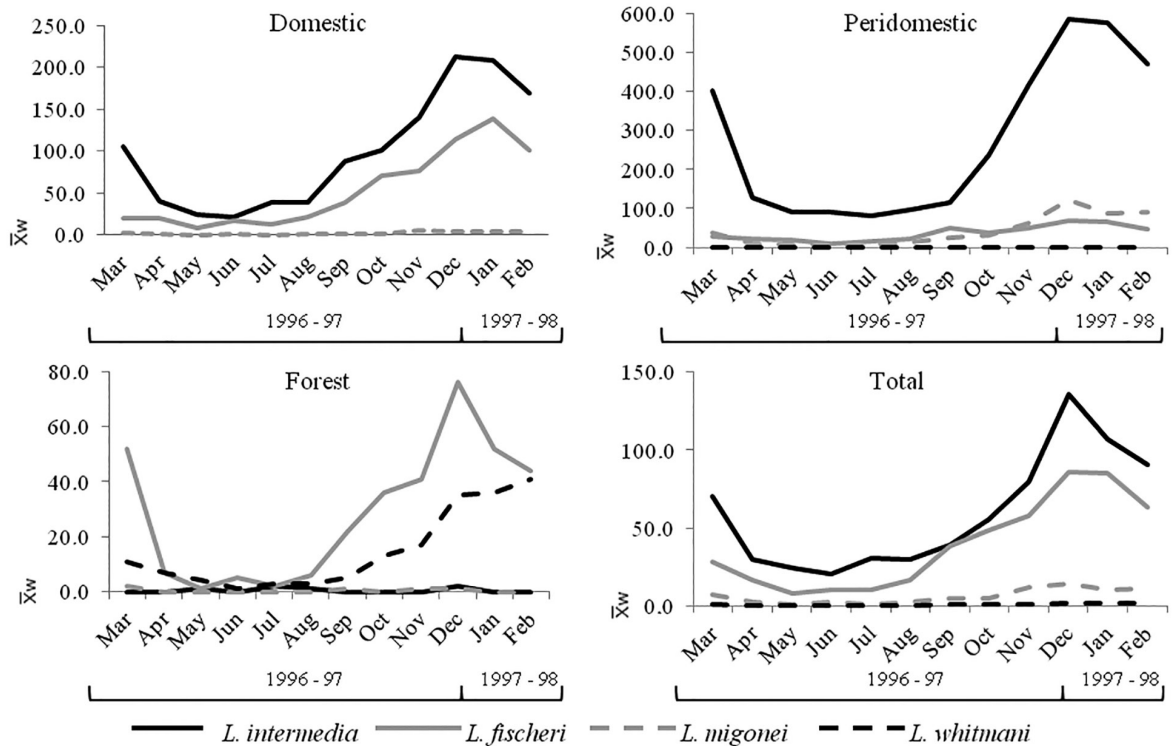 Domestic
250.0
200.0
150.0
100.0
50.0
0.0
x̄w
Mar Apr May Jun Jul Aug Sep Oct Nov Dec Jan Feb
1996 - 97 1997 - 98
Peridomestic
600.0
500.0
400.0
300.0
200.0
100.0
0.0
x̄w
Mar Apr May Jun Jul Aug Sep Oct Nov Dec Jan Feb
1996 - 97 1997 - 98
Forest
80.0
60.0
40.0
20.0
0.0
x̄w
Mar Apr May Jun Jul Aug Sep Oct Nov Dec Jan Feb
1996 - 97 1997 - 98
Total
150.0
100.0
50.0
0.0
x̄w
Mar Apr May Jun Jul Aug Sep Oct Nov Dec Jan Feb
1996 - 97 1997 - 98
L. intermedia L. fischeri L. migonei L. whitmani